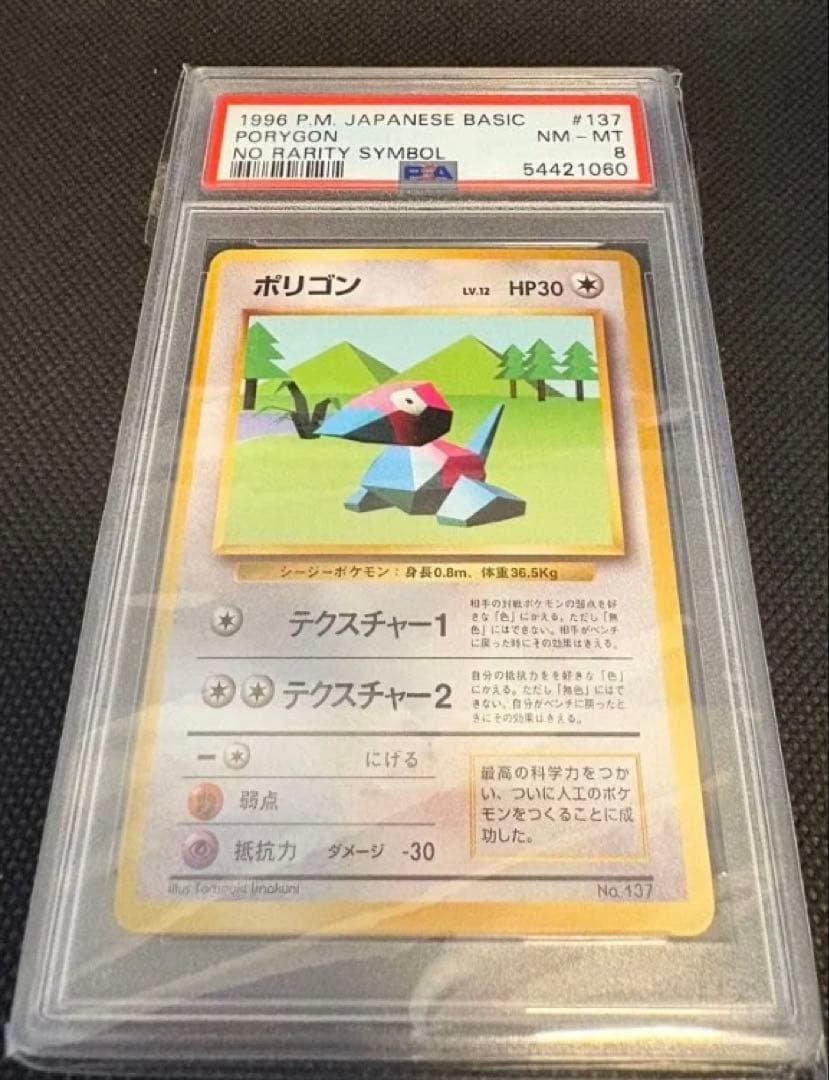 1996 P.M. JAPANESE BASIC #137
PORYGON NM-MT
NO RARITY SYMBOL 8
PSA 54421060
ポリゴン LV.12 HP30
シージーポケモン：身長0.8m、体重36.5Kg
テクスチャー1
相手の対戦ポケモンの弱点を好
きな「色」にかえる。ただし「無
色」にはできない。相手がベンチ
に戻った時にその効果はきえる。
テクスチャー2
自分の抵抗力をを好きな「色」
にかえる。ただし「無色」にはで
きない。自分がベンチに戻ったと
きにその効果はきえる。
にげる
弱点
抵抗力 ダメージ -30
最高の科学力をつか
い、ついに人工のポケ
モンをつくることに成
功した。
No.137